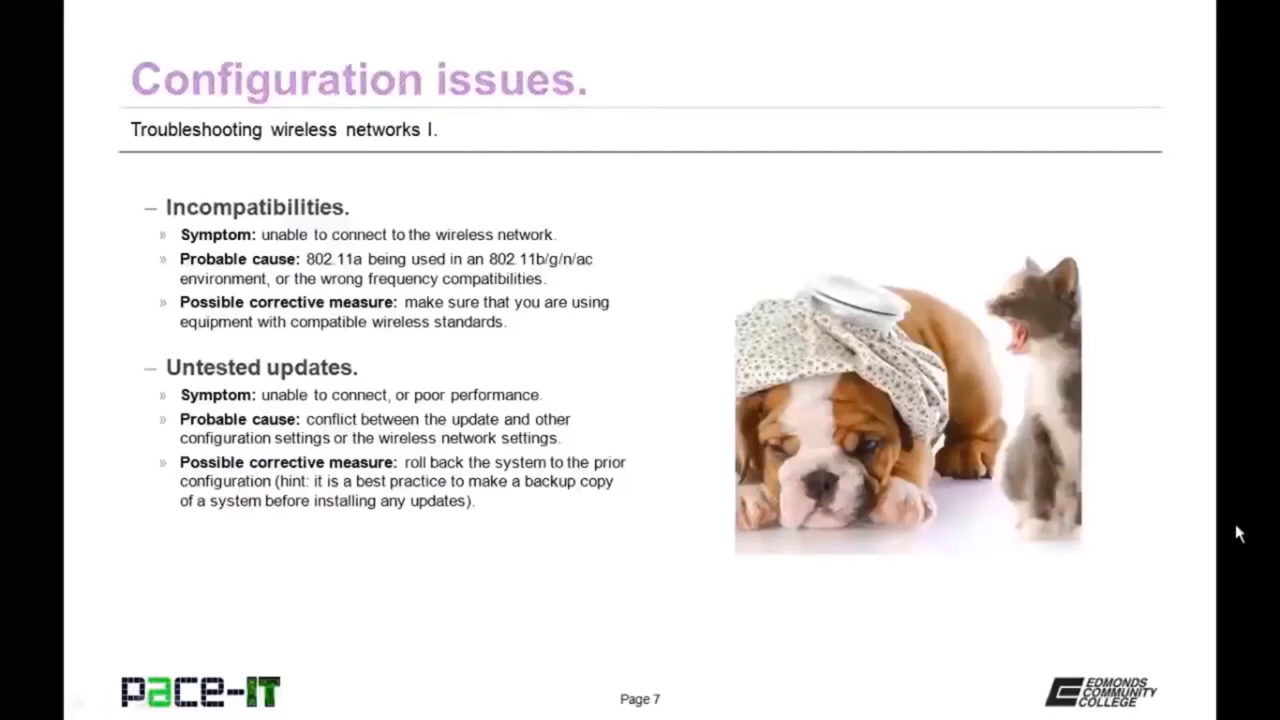 Configuration issues.
Troubleshooting wireless networks I.
– Incompatibilities.
» Symptom: unable to connect to the wireless network.
» Probable cause: 802.11a being used in an 802.11b/g/n/ac
environment, or the wrong frequency compatibilities.
» Possible corrective measure: make sure that you are using
equipment with compatible wireless standards.
– Untested updates.
» Symptom: unable to connect, or poor performance.
» Probable cause: conflict between the update and other
configuration settings or the wireless network settings.
» Possible corrective measure: roll back the system to the prior
configuration (hint: it is a best practice to make a backup copy
of a system before installing any updates).
pace-IT
Page 7
EDMONDS
COMMUNITY
COLLEGE